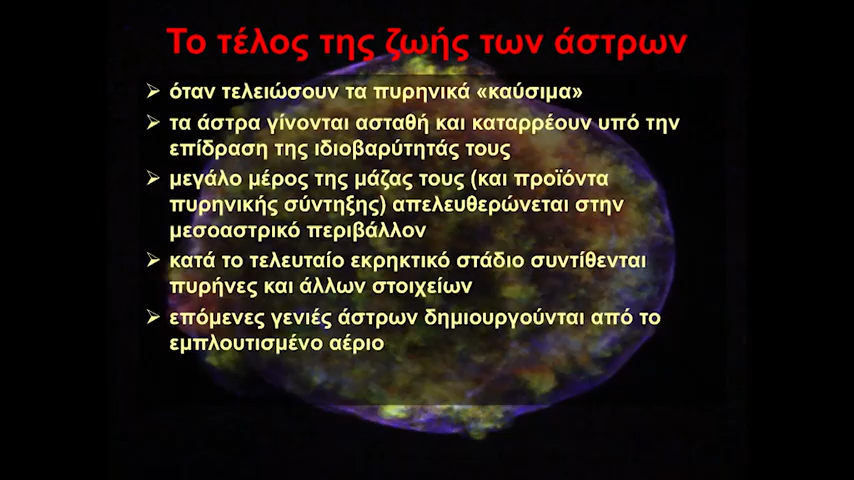 Το τέλος της ζωής των άστρων
➢ όταν τελειώσουν τα πυρηνικά «καύσιμα»
➢ τα άστρα γίνονται ασταθή και καταρρέουν υπό την
επίδραση της ιδιοβαρύτητάς τους
➢ μεγάλο μέρος της μάζας τους (και προϊόντα
πυρηνικής σύντηξης) απελευθερώνεται στην
μεσοαστρικό περιβάλλον
➢ κατά το τελευταίο εκρηκτικό στάδιο συντίθενται
πυρήνες και άλλων στοιχείων
➢ επόμενες γενιές άστρων δημιουργούνται από το
εμπλουτισμένο αέριο